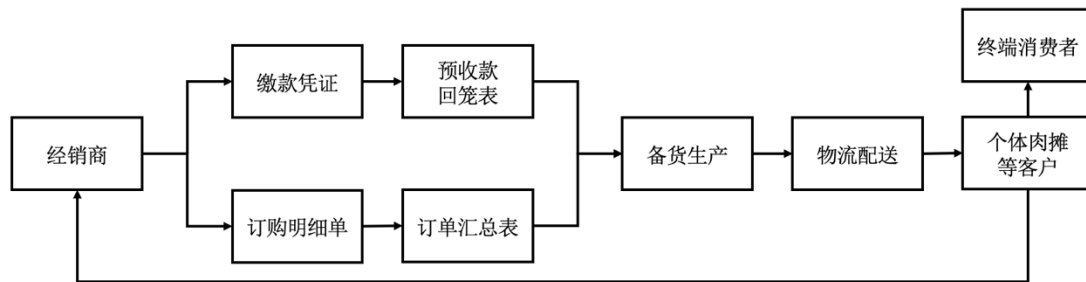 终端消费者
缴款凭证
预收款
回笼表
经销商
备货生产
物流配送
个体肉摊
等客户
订购明细单
订单汇总表